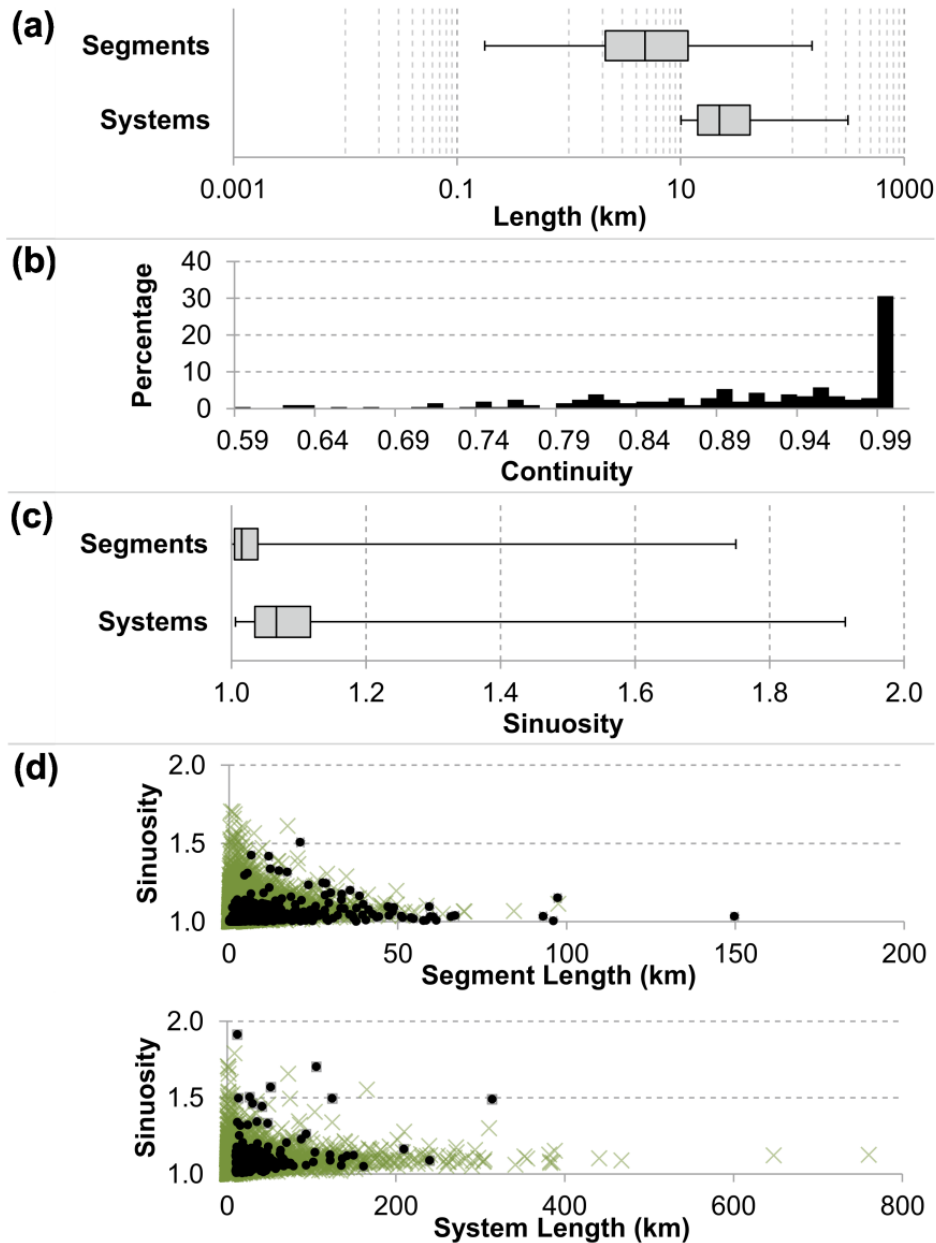 (a)
Segments
Systems
0.001 0.1 10 1000
Length (km)
(b)
Percentage
40
30
20
10
0
0.59 0.64 0.69 0.74 0.79 0.84 0.89 0.94 0.99
Continuity
(c)
Segments
Systems
1.0 1.2 1.4 1.6 1.8 2.0
Sinuosity
(d)
Sinuosity
2.0
1.5
1.0
0 50 100 150 200
Segment Length (km)
Sinuosity
2.0
1.5
1.0
0 200 400 600 800
System Length (km)